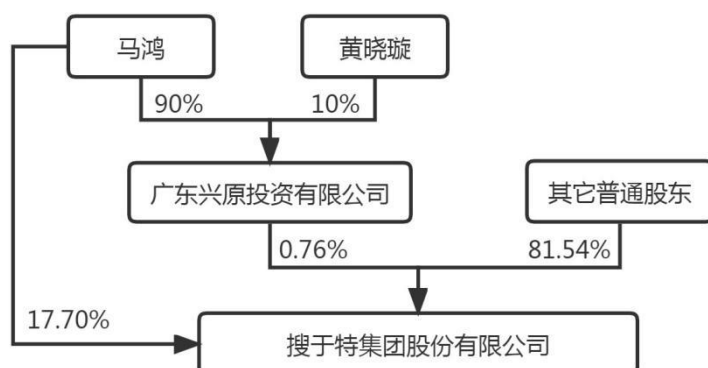 马鸿
黄晓璇
90%
10%
广东兴原投资有限公司
其它普通股东
0.76%
81.54%
17.70%
搜于特集团股份有限公司